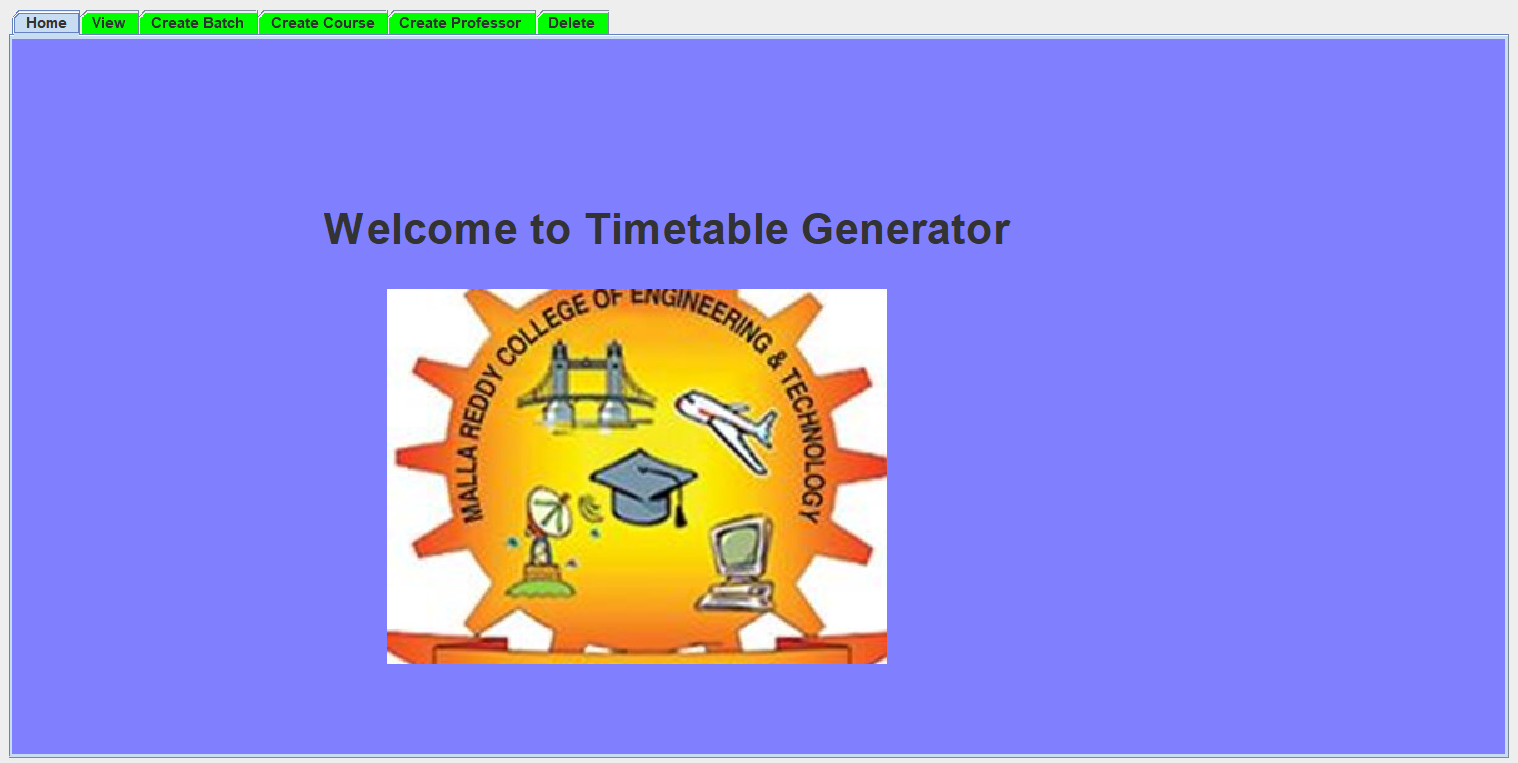 Home View Create Batch Create Course Create Professor Delete
Welcome to Timetable Generator
MALLA REDDY COLLEGE OF ENGINEERING & TECHNOLOGY